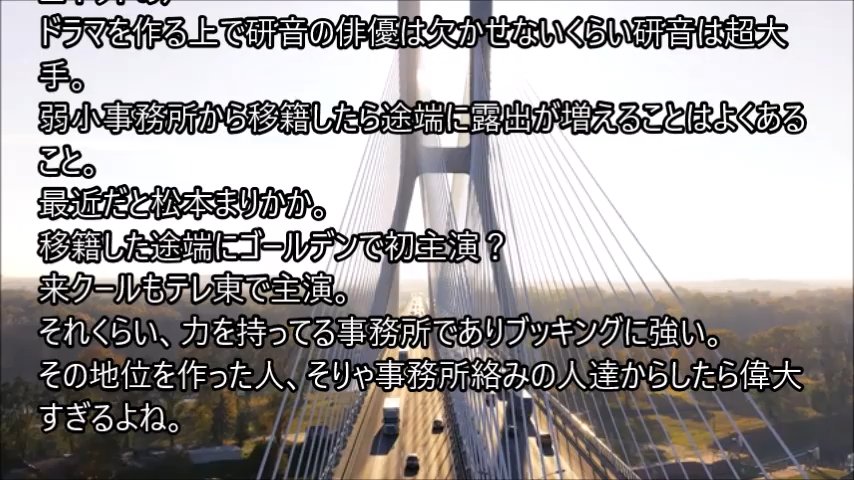 ドラマを作る上で研音の俳優は欠かせないくらい研音は超大
手。
弱小事務所から移籍したら途端に露出が増えることはよくある
こと。
最近だと松本まりかか。
移籍した途端にゴールデンで初主演？
来クールもテレ東で主演。
それくらい、力を持ってる事務所でありブッキングに強い。
その地位を作った人、そりゃ事務所絡みの人達からしたら偉大
すぎるよね。